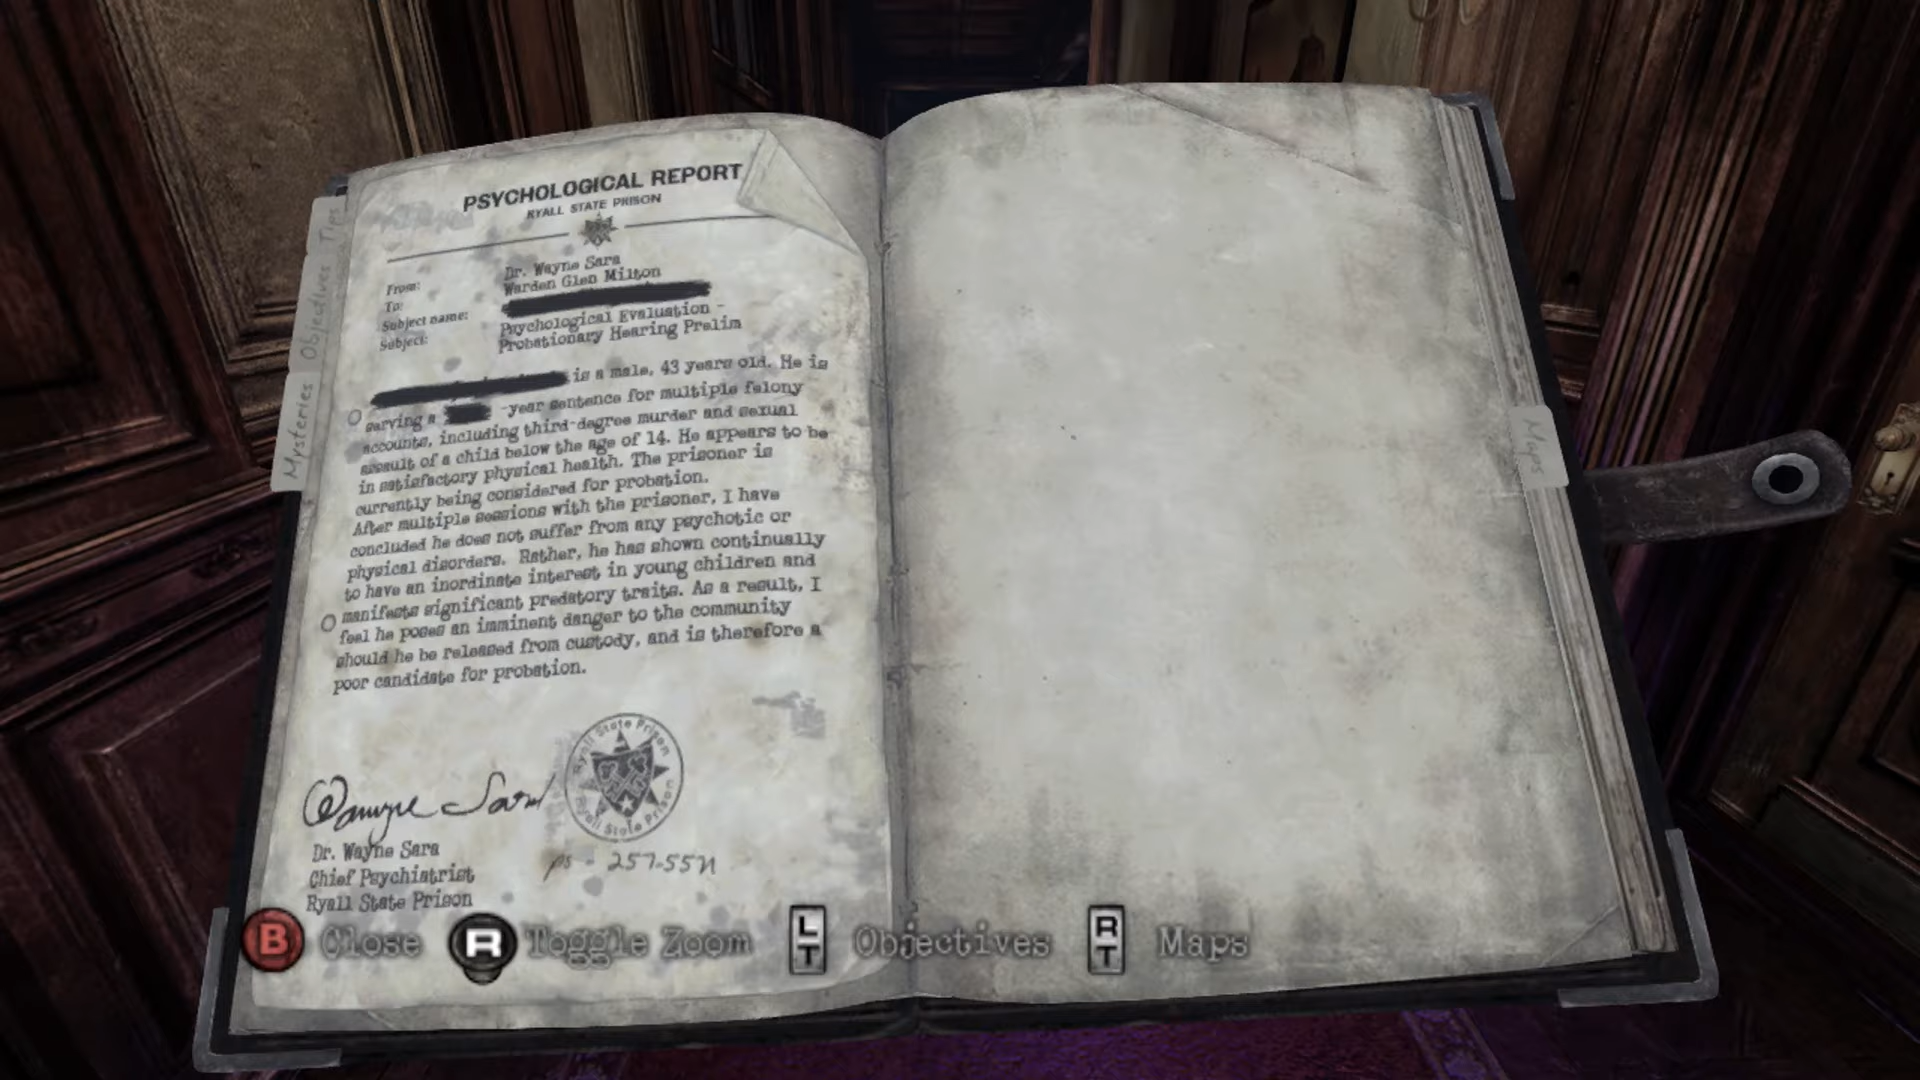 PSYCHOLOGICAL REPORT
RYALL STATE PRISON
From: Dr. Wayne Sara
To: Warden Glen Milton
Subject name:
Subject: Psychological Evaluation -
Probationary Hearing Prelim
is a male, 43 years old. He is
serving a -year sentence for multiple felony
accounts, including third-degree murder and sexual
assault of a child below the age of 14. He appears to be
in satisfactory physical health. The prisoner is
currently being considered for probation.
After multiple sessions with the prisoner, I have
concluded he does not suffer from any psychotic or
physical disorders. Rather, he has shown continually
to have an inordinate interest in young children and
manifests significant predatory traits. As a result, I
feel he poses an imminent danger to the community
should he be released from custody, and is therefore a
poor candidate for probation.
Wayne Sara
Ryall State Prison
Ryall State Prison
Dr. Wayne Sara
Chief Psychiatrist
Ryall State Prison
ps - 257-55n
Tips
Objectives
Mysteries
Maps
B Close R Toggle Zoom LT Objectives RT Maps